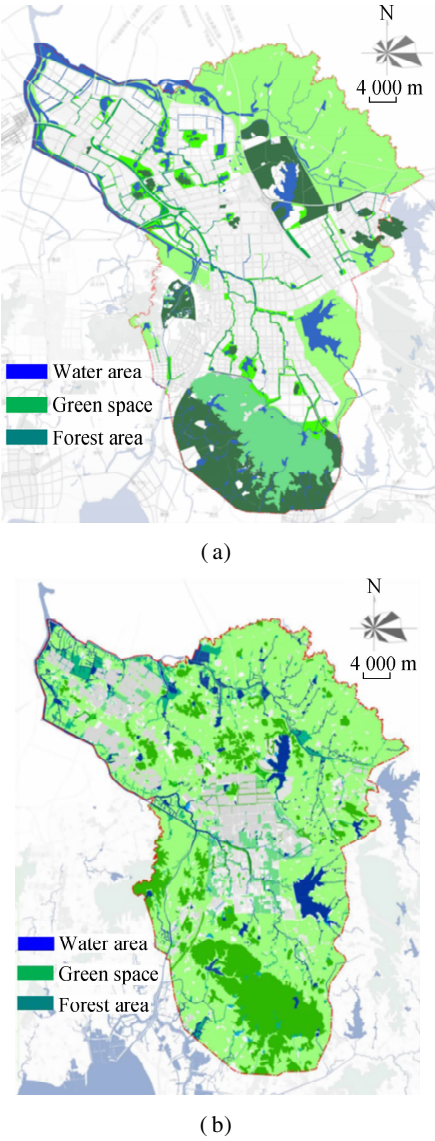 N
4 000 m
Water area
Green space
Forest area
(a)
N
4 000 m
Water area
Green space
Forest area
(b)